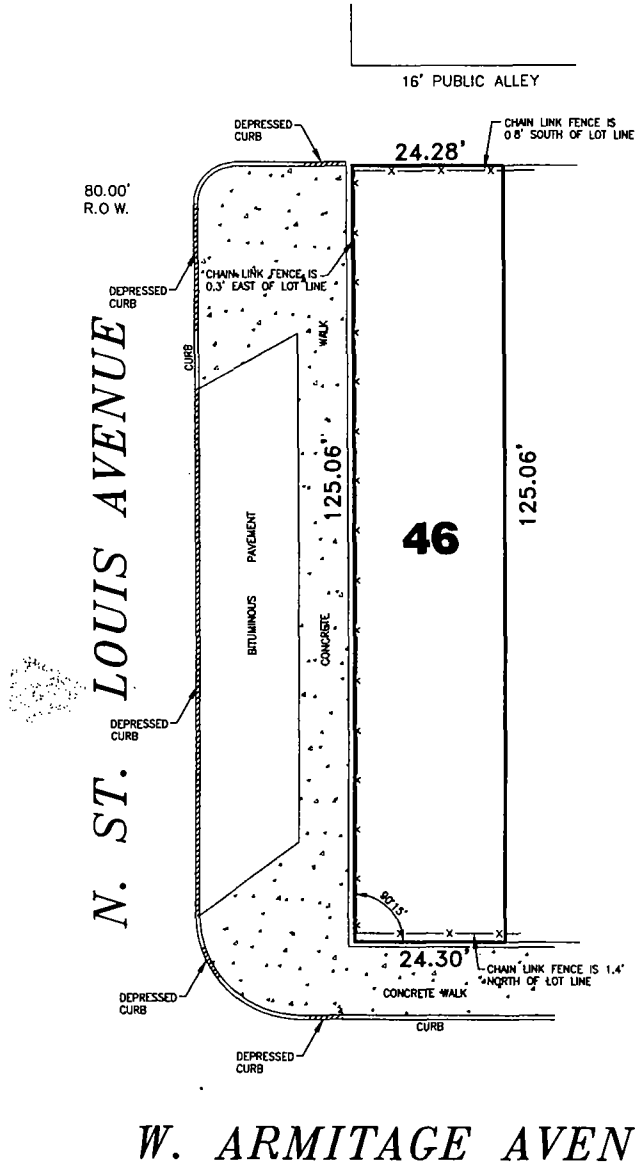 16' PUBLIC ALLEY
DEPRESSED
CURB
CHAIN LINK FENCE IS
0.8' SOUTH OF LOT LINE
24.28'
80.00'
R.O.W.
CHAIN LINK FENCE IS
0.3' EAST OF LOT LINE
DEPRESSED
CURB
WALK
CURB
N. ST. LOUIS AVENUE
125.06'
125.06'
46
BITUMINOUS PAVEMENT
CONCRETE
DEPRESSED
CURB
90°15'
24.30'
CHAIN LINK FENCE IS 1.4'
NORTH OF LOT LINE
DEPRESSED
CURB
CONCRETE WALK
CURB
DEPRESSED
CURB
W. ARMITAGE AVEN